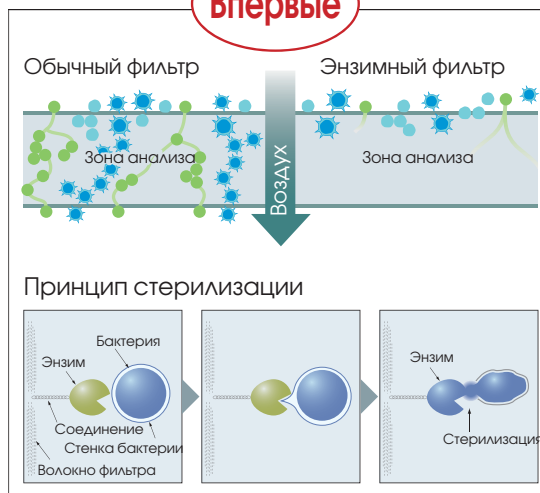 Впервые
Обычный фильтр
Энзимный фильтр
Зона анализа
Воздух
Зона анализа
Принцип стерилизации
Бактерия
Энзим
Соединение
Стенка бактерии
Волокно фильтра
Энзим
Стерилизация